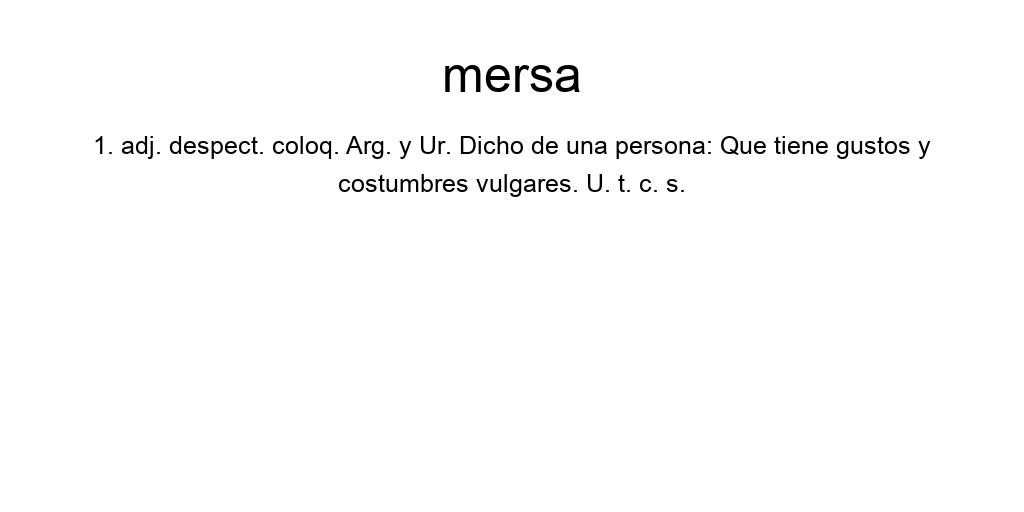 mersa
1. adj. despect. coloq. Arg. y Ur. Dicho de una persona: Que tiene gustos y
costumbres vulgares. U. t. c. s.